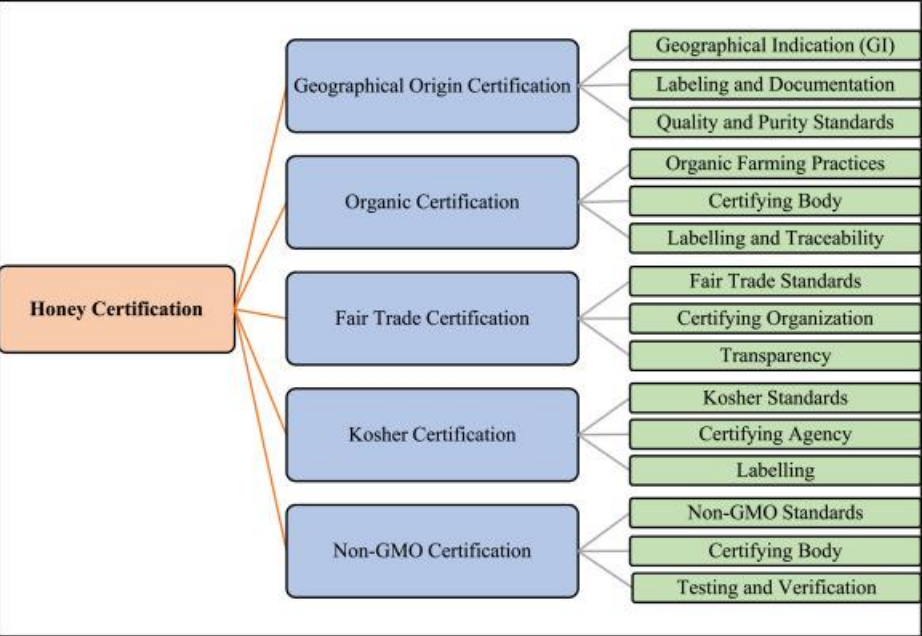 Honey Certification
Geographical Origin Certification
Geographical Indication (GI)
Labeling and Documentation
Quality and Purity Standards
Organic Certification
Organic Farming Practices
Certifying Body
Labelling and Traceability
Fair Trade Certification
Fair Trade Standards
Certifying Organization
Transparency
Kosher Certification
Kosher Standards
Certifying Agency
Labelling
Non-GMO Certification
Non-GMO Standards
Certifying Body
Testing and Verification